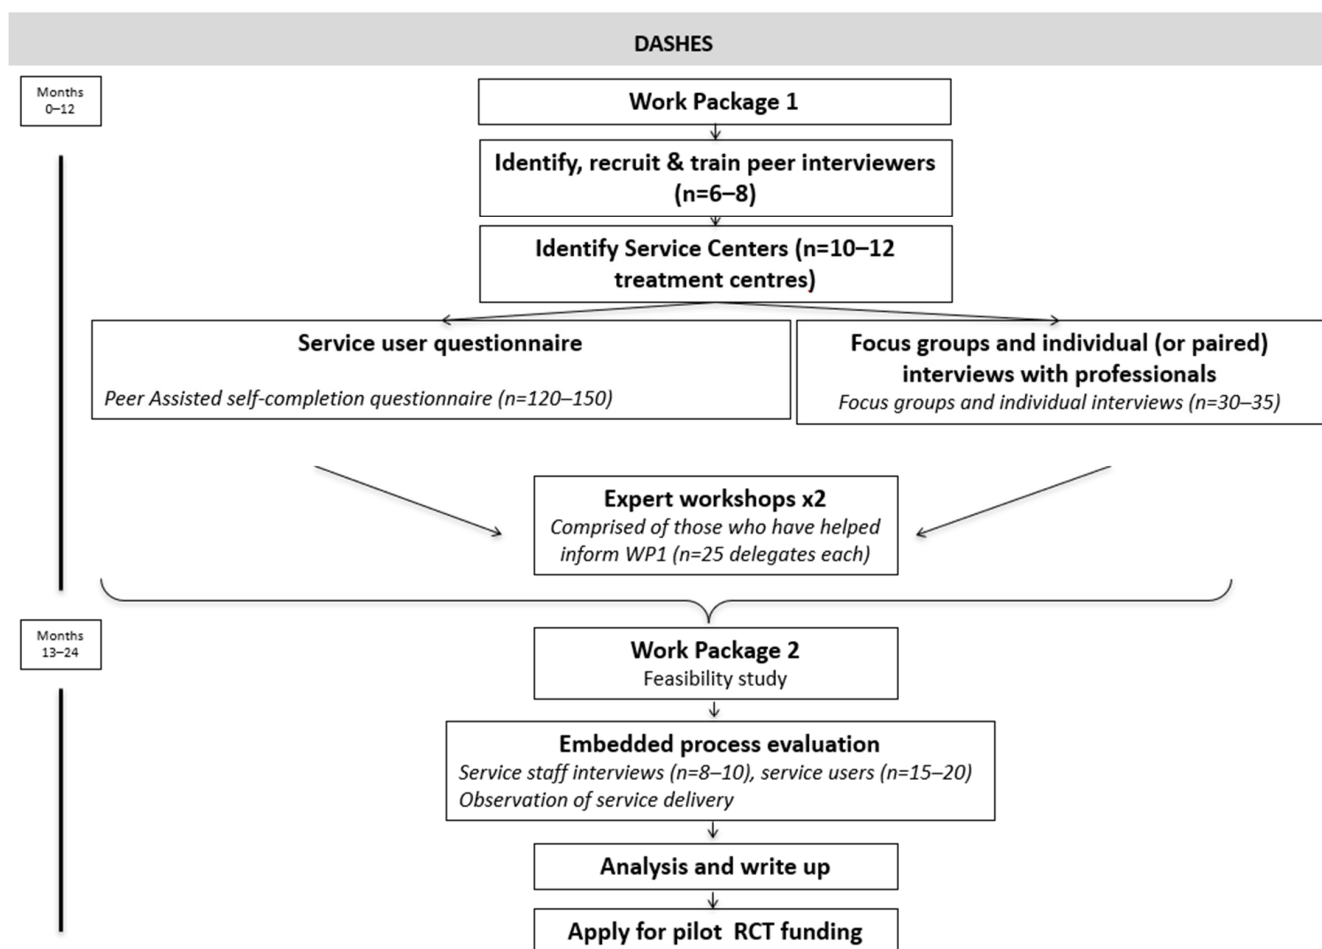 DASHES
Months
0–12
Work Package 1
Identify, recruit & train peer interviewers
(n=6–8)
Identify Service Centers (n=10–12
treatment centres)
Service user questionnaire
Peer Assisted self-completion questionnaire (n=120–150)
Focus groups and individual (or paired)
interviews with professionals
Focus groups and individual interviews (n=30–35)
Expert workshops x2
Comprised of those who have helped
inform WP1 (n=25 delegates each)
Months
13–24
Work Package 2
Feasibility study
Embedded process evaluation
Service staff interviews (n=8–10), service users (n=15–20)
Observation of service delivery
Analysis and write up
Apply for pilot RCT funding